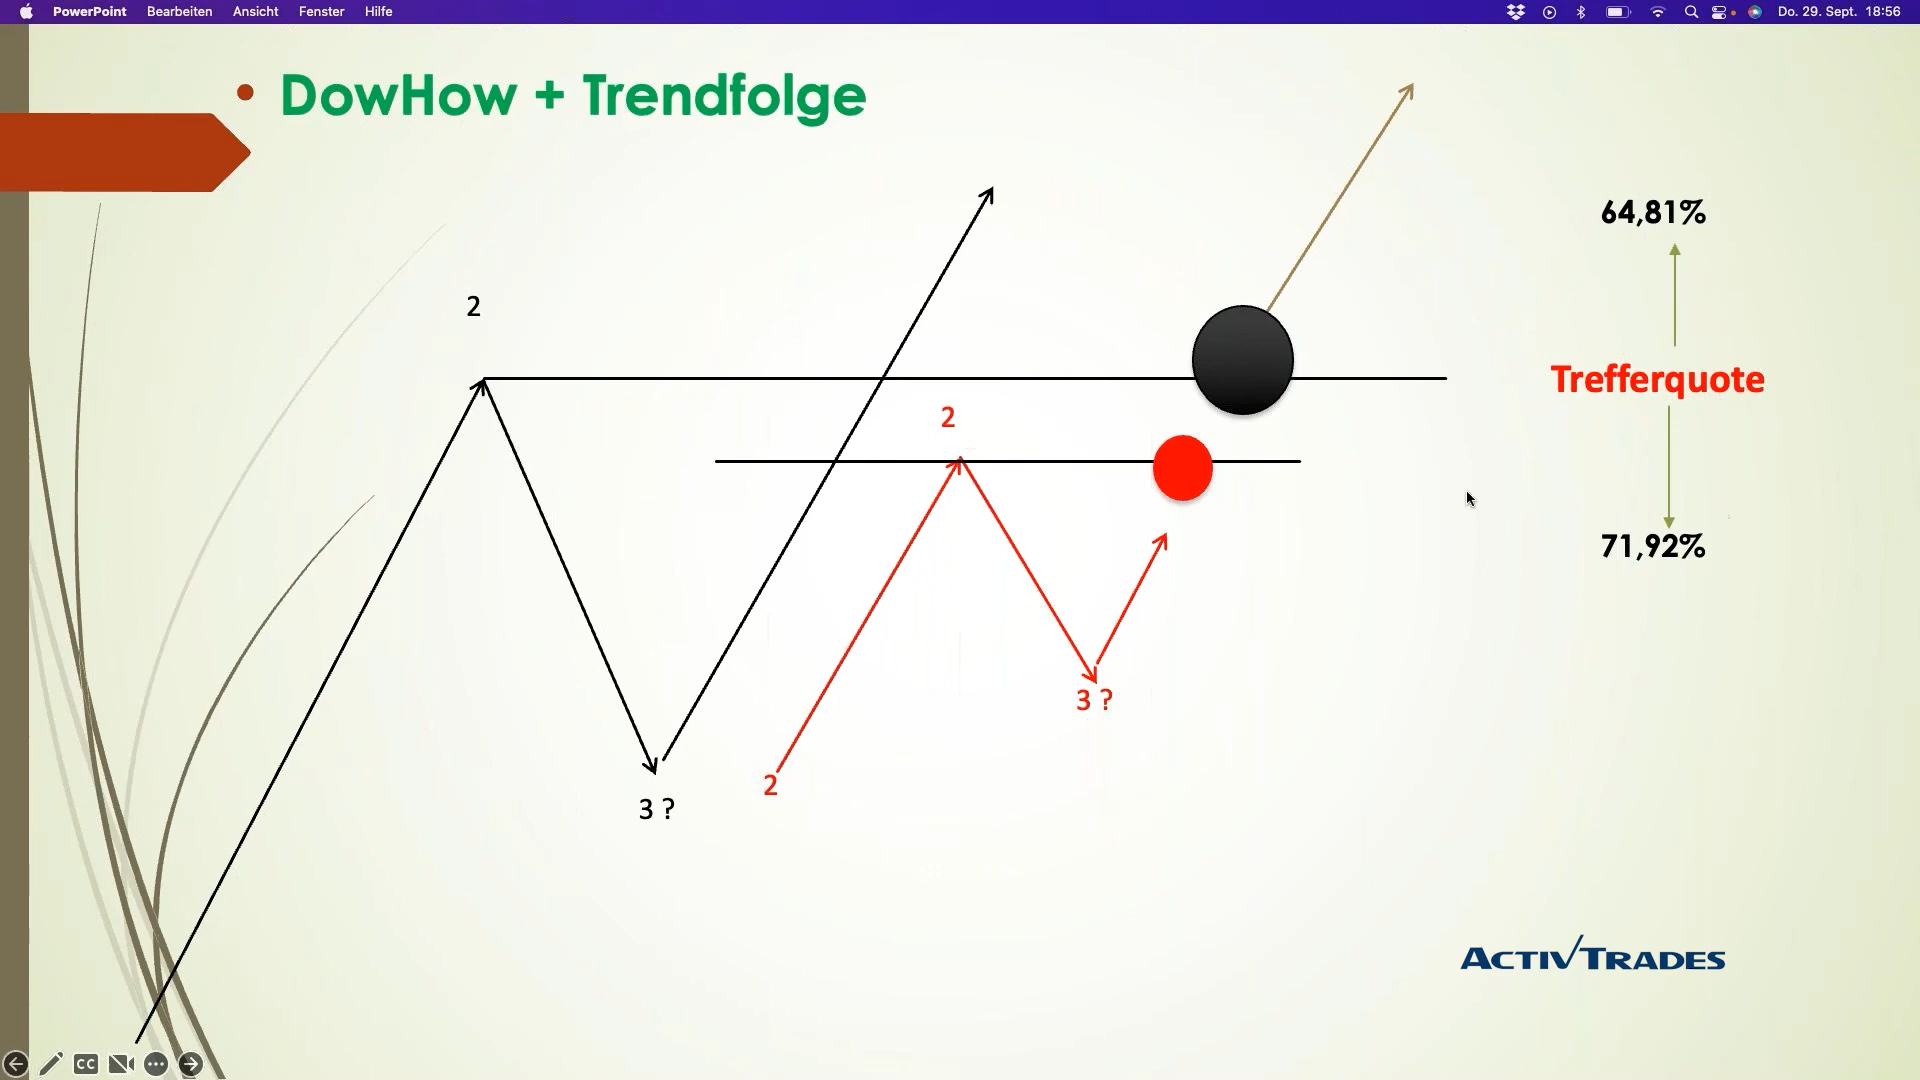 PowerPoint Bearbeiten Ansicht Fenster Hilfe Do. 29. Sept. 18:56
• DowHow + Trendfolge
64,81%
2
Trefferquote
2
71,92%
3 ?
2
3 ?
ACTIVTRADES
CC